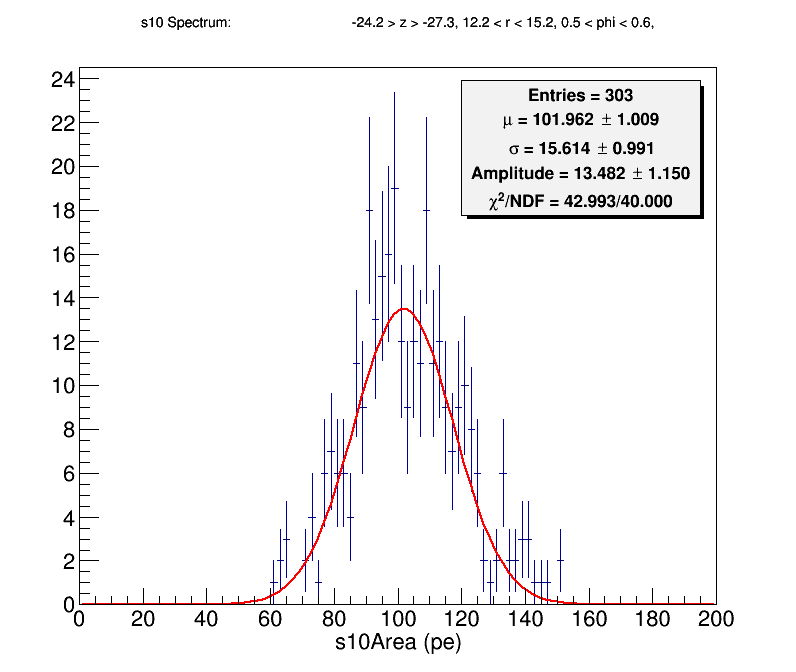 s10 Spectrum: -24.2 > z > -27.3, 12.2 < r < 15.2, 0.5 < phi < 0.6,
Entries = 303
μ = 101.962 ± 1.009
σ = 15.614 ± 0.991
Amplitude = 13.482 ± 1.150
χ²/NDF = 42.993/40.000
24
22
20
18
16
14
12
10
8
6
4
2
0
0 20 40 60 80 100 120 140 160 180 200
s10Area (pe)